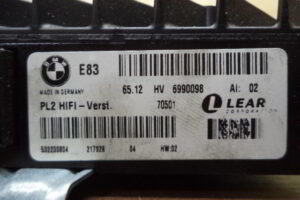 E83
MADE IN GERMANY
65.12 HV 6990098 AI: 02
PL2 HIFI-Verst. 70501
LEAR
CORPORATION
502200804 217928 04 HW:02